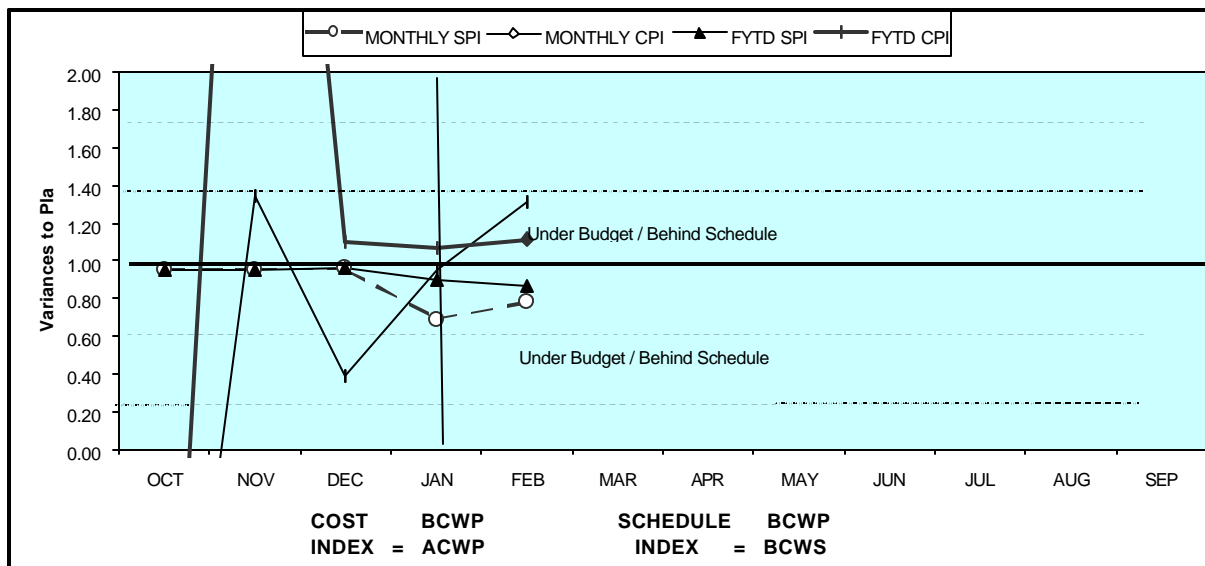 MONTHLY SPI MONTHLY CPI FYTD SPI FYTD CPI
2.00
1.80
1.60
1.40
1.20
1.00
0.80
0.60
0.40
0.20
0.00
Variances to Pla
Under Budget / Behind Schedule
Under Budget / Behind Schedule
OCT NOV DEC JAN FEB MAR APR MAY JUN JUL AUG SEP
COST BCWP SCHEDULE BCWP
INDEX = ACWP INDEX = BCWS